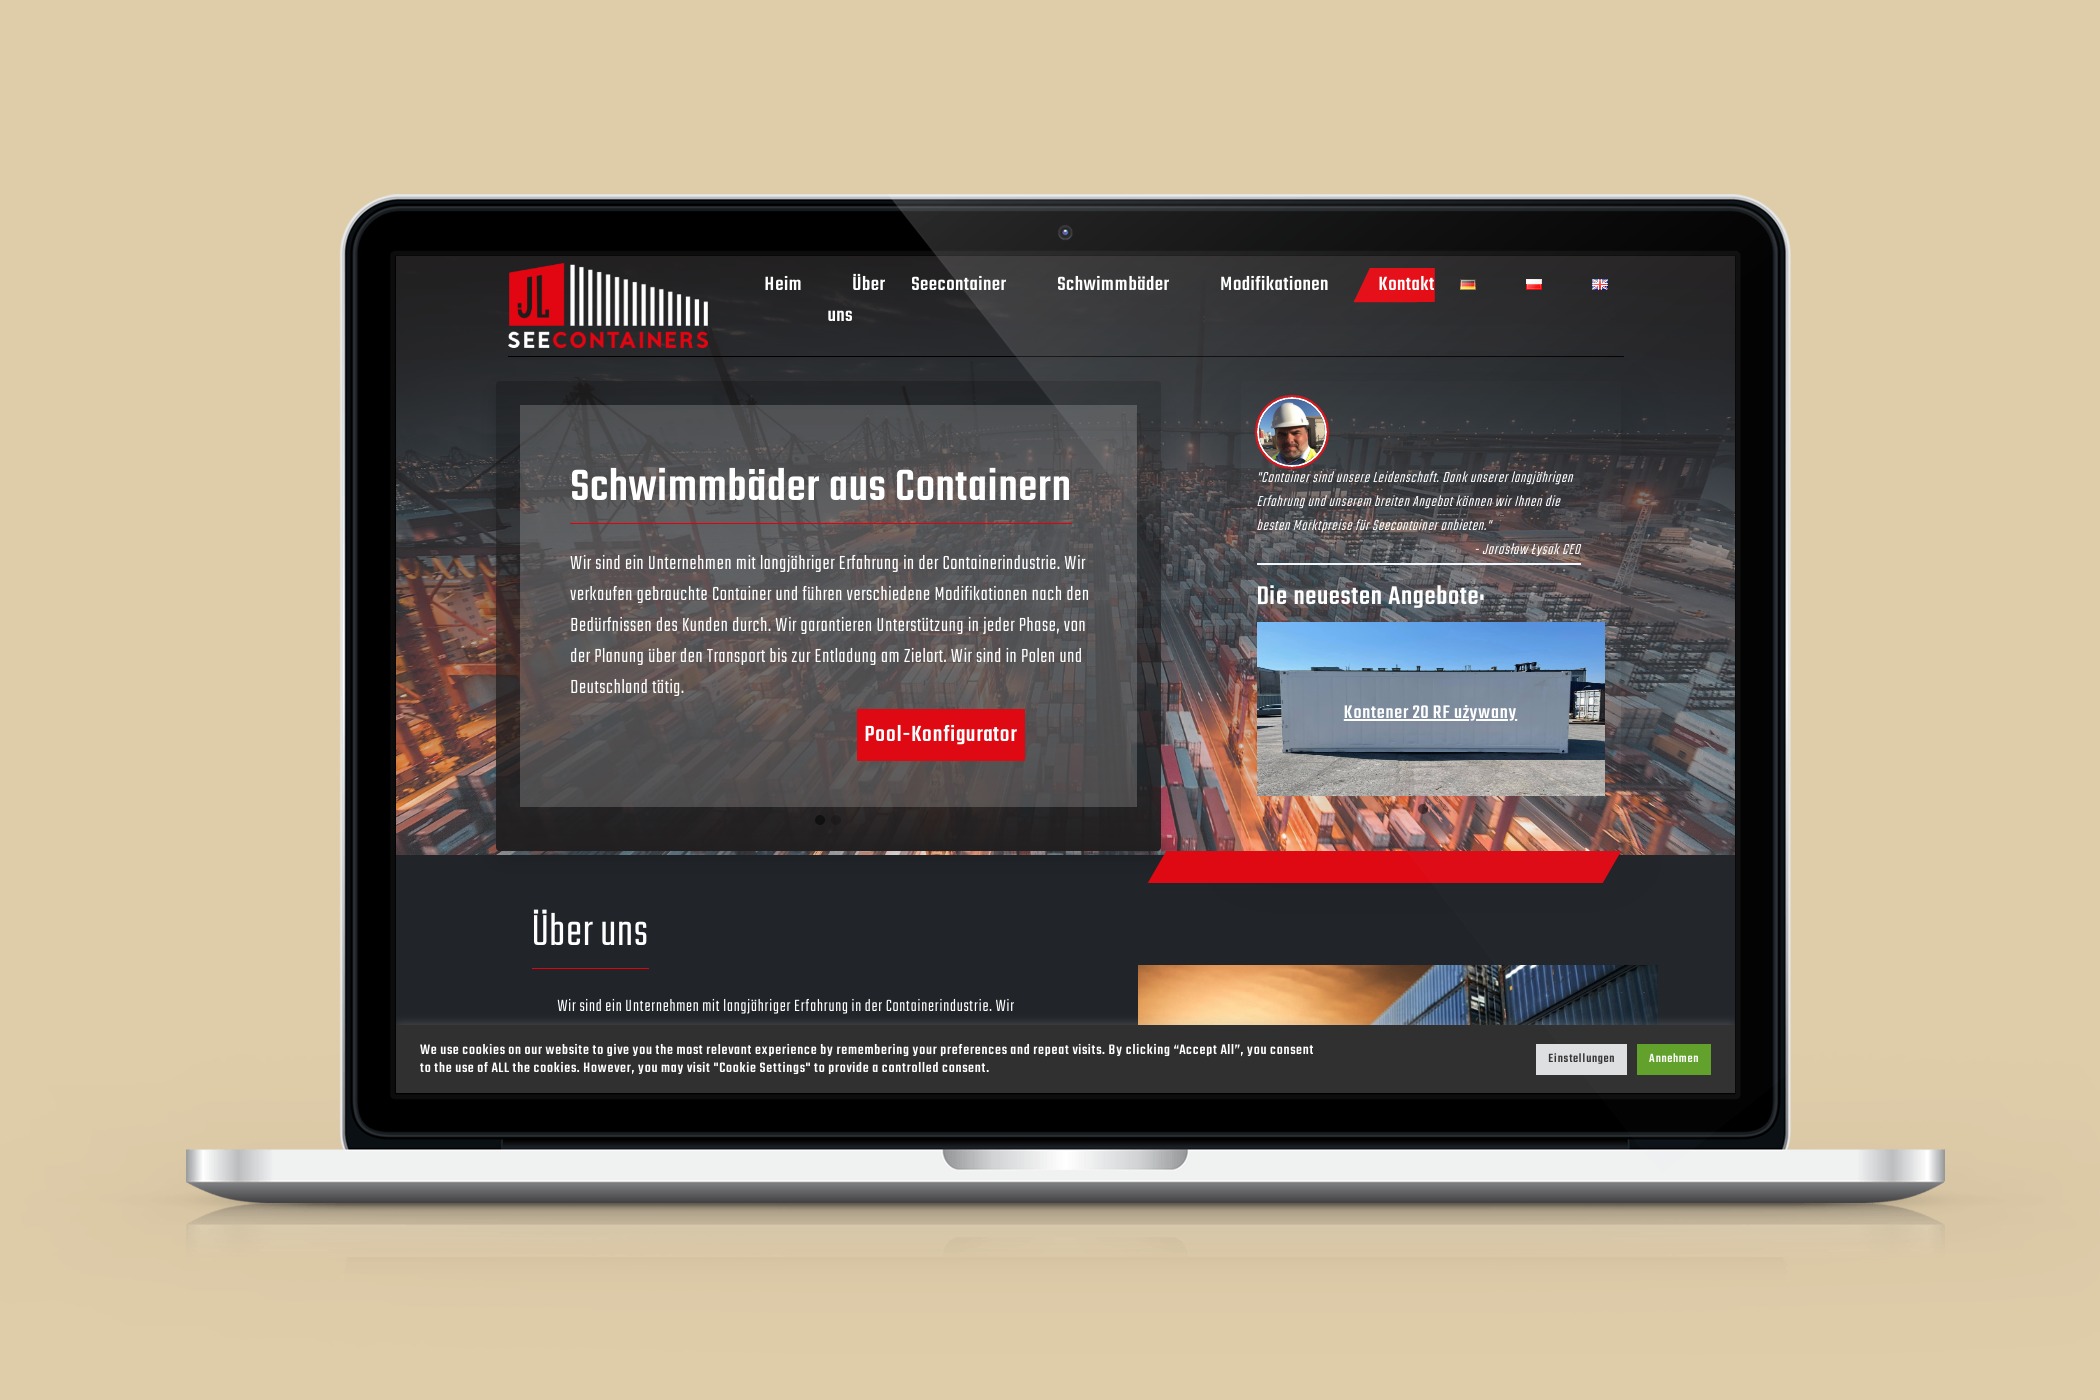 JL
SEECONTAINERS
Heim
Über
uns
Seecontainer
Schwimmbäder
Modifikationen
Kontakt
Schwimmbäder aus Containern
Wir sind ein Unternehmen mit langjähriger Erfahrung in der Containerindustrie. Wir
verkaufen gebrauchte Container und führen verschiedene Modifikationen nach den
Bedürfnissen des Kunden durch. Wir garantieren Unterstützung in jeder Phase, von
der Planung über den Transport bis zur Entladung am Zielort. Wir sind in Polen und
Deutschland tätig.
Pool-Konfigurator
"Container sind unsere Leidenschaft. Dank unserer langjährigen
Erfahrung und unserem breiten Angebot können wir Ihnen die
besten Marktpreise für Seecontainer anbieten."
- Jarosław Łysak CEO
Die neuesten Angebote:
Kontener 20 RF używany
Über uns
Wir sind ein Unternehmen mit langjähriger Erfahrung in der Containerindustrie. Wir
We use cookies on our website to give you the most relevant experience by remembering your preferences and repeat visits. By clicking “Accept All”, you consent
to the use of ALL the cookies. However, you may visit "Cookie Settings" to provide a controlled consent.
Einstellungen
Annehmen